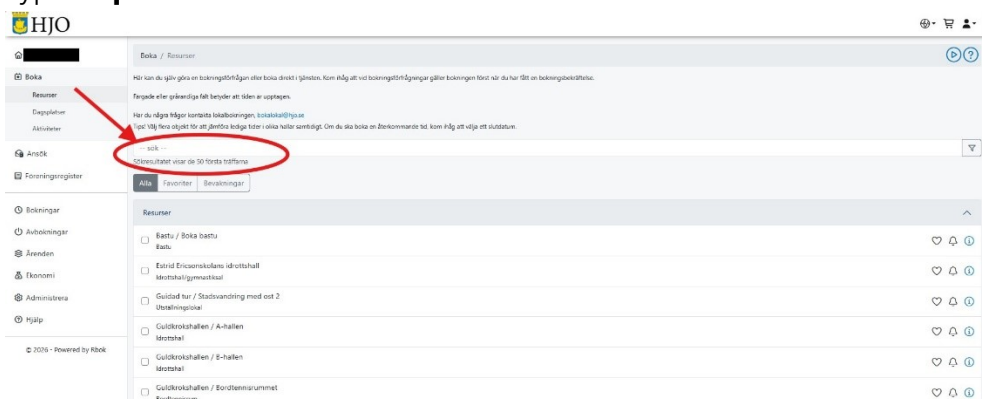 HJO
Boka
Resurser
Dagsplatser
Aktiviteter
Ansök
Föreningsregister
Bokningar
Avbokningar
Ärenden
Ekonomi
Administrera
Hjälp
© 2026 - Powered by Rbok
Boka / Resurser
Här kan du själv göra en bokningsförfrågan eller boka direkt i tjänsten. Kom ihåg att vid bokningsförfrågningar gäller bokningen först när du har fått en bokningsbekräftelse.
Färgade eller grårandiga fält betyder att tiden är upptagen.
Har du några frågor kontakta lokalbokningen, bokalokal@hjo.se
Tips! Välj flera objekt för att jämföra lediga tider i olika hallar samtidigt. Om du ska boka en återkommande tid, kom ihåg att välja ett slutdatum.
-- sök --
Sökresultatet visar de 50 första träffarna
Alla Favoriter Bevakningar
Resurser
Bastu / Boka bastu
Bastu
Estrid Ericsonskolans idrottshall
Idrottshall/gymnastiksal
Guidad tur / Stadsvandring med ost 2
Utställningslokal
Guldkrokshallen / A-hallen
Idrottshall
Guldkrokshallen / B-hallen
Idrottshall
Guldkrokshallen / Bordtennisrummet